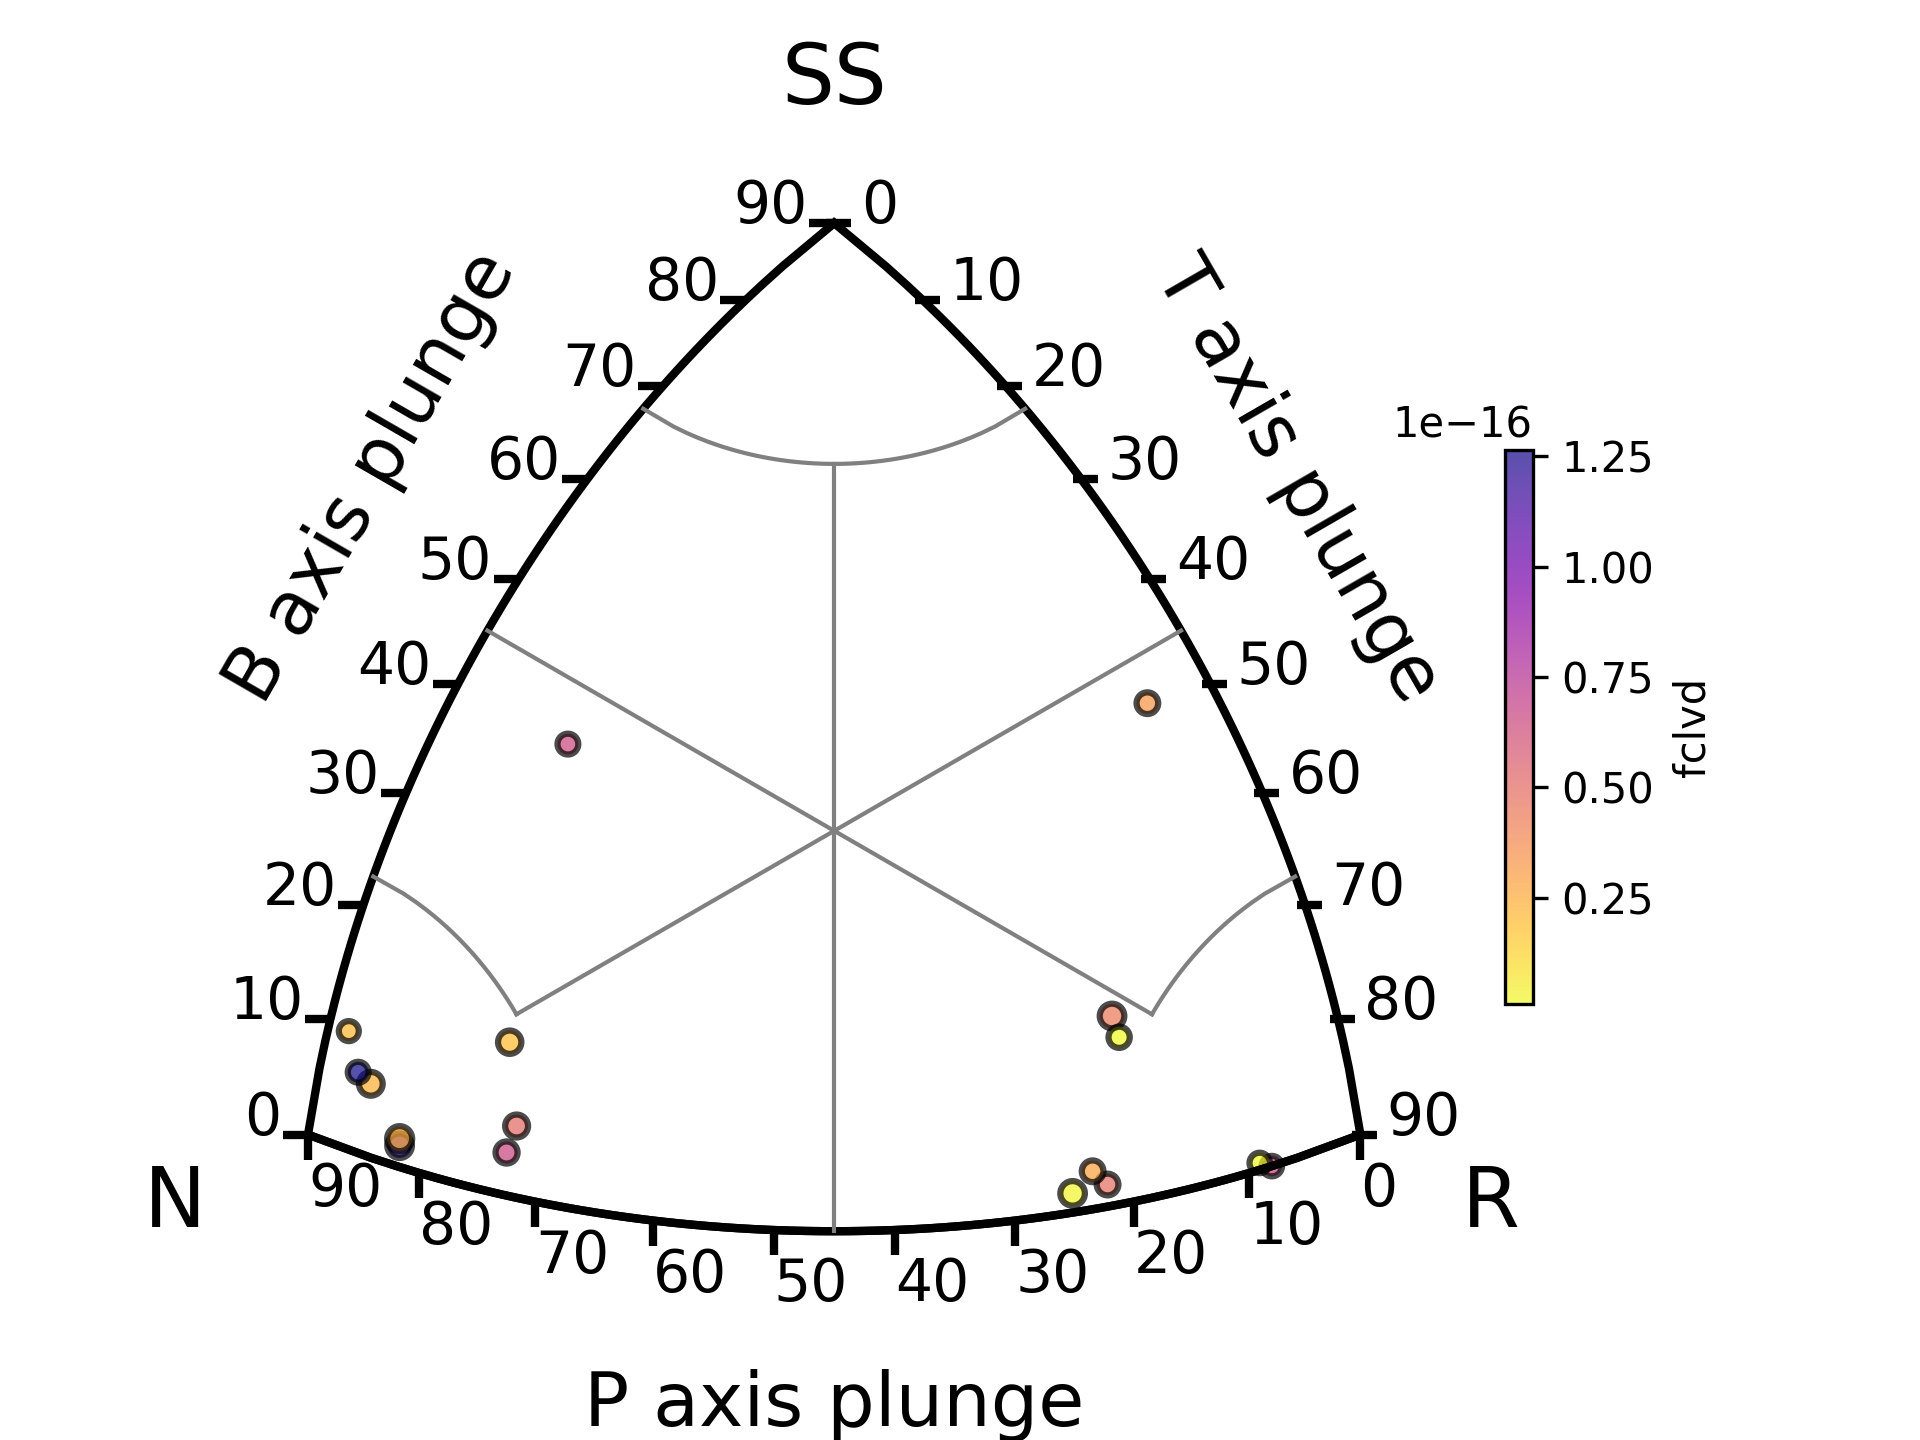 SS
90 0
80 10
70 20
60 30
50 40
40 50
30 60
20 70
10 80
0 90
B axis plunge
T axis plunge
N R
90 80 70 60 50 40 30 20 10 0
P axis plunge
1e−16
1.25
1.00
0.75
0.50
0.25
fclvd